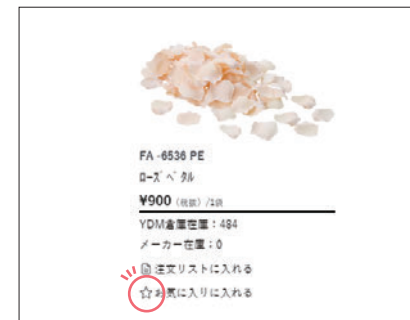 FA-6536 PE
ローズペタル
¥900 (税抜) /1袋
YDM倉庫在庫：484
メーカー在庫：0
注文リストに入れる
お気に入りに入れる